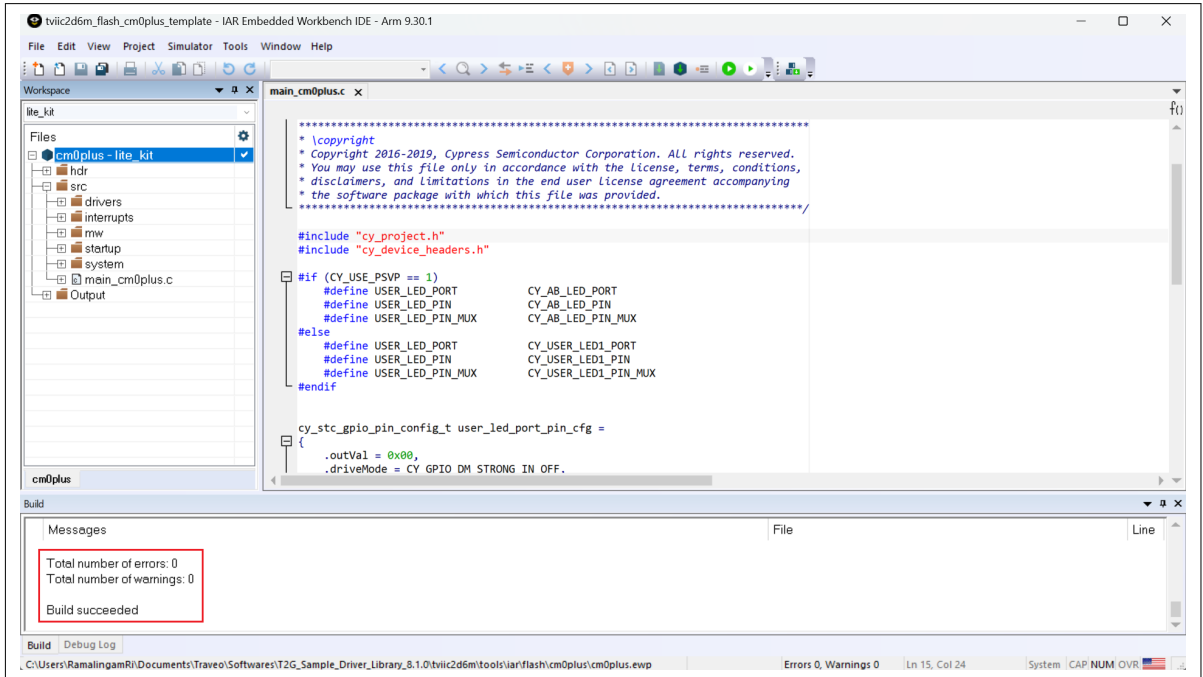 tviic2d6m_flash_cm0plus_template - IAR Embedded Workbench IDE - Arm 9.30.1
File Edit View Project Simulator Tools Window Help
Workspace
main_cm0plus.c
lite_kit
f()
Files
cm0plus - lite_kit
hdr
src
drivers
interrupts
mw
startup
system
main_cm0plus.c
Output
cm0plus
********************************************************************************
* \copyright
* Copyright 2016-2019, Cypress Semiconductor Corporation. All rights reserved.
* You may use this file only in accordance with the license, terms, conditions,
* disclaimers, and limitations in the end user license agreement accompanying
* the software package with which this file was provided.
*******************************************************************************/
#include "cy_project.h"
#include "cy_device_headers.h"
#if (CY_USE_PSVP == 1)
#define USER_LED_PORT CY_AB_LED_PORT
#define USER_LED_PIN CY_AB_LED_PIN
#define USER_LED_PIN_MUX CY_AB_LED_PIN_MUX
#else
#define USER_LED_PORT CY_USER_LED1_PORT
#define USER_LED_PIN CY_USER_LED1_PIN
#define USER_LED_PIN_MUX CY_USER_LED1_PIN_MUX
#endif
cy_stc_gpio_pin_config_t user_led_port_pin_cfg =
{
.outVal = 0x00,
.driveMode = CY_GPIO_DM_STRONG_IN_OFF,
Build
Messages File Line
Total number of errors: 0
Total number of warnings: 0
Build succeeded
Build Debug Log
C:\Users\RamalingamRi\Documents\Traveo\Softwares\T2G_Sample_Driver_Library_8.1.0\tviic2d6m\tools\iar\flash\cm0plus\cm0plus.ewp Errors 0, Warnings 0 Ln 15, Col 24 System CAP NUM OVR